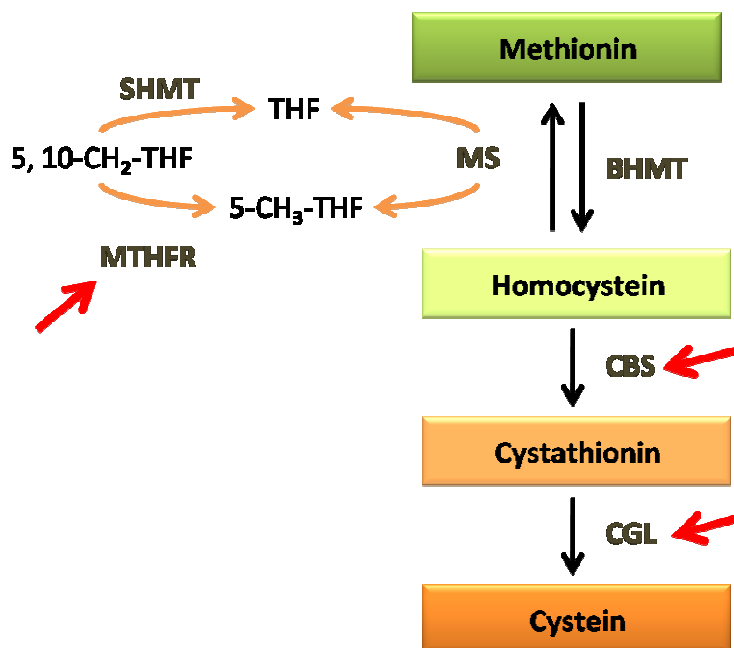 Methionin
SHMT
THF
5, 10-CH₂-THF
MS
BHMT
5-CH₃-THF
MTHFR
Homocystein
CBS
Cystathionin
CGL
Cystein